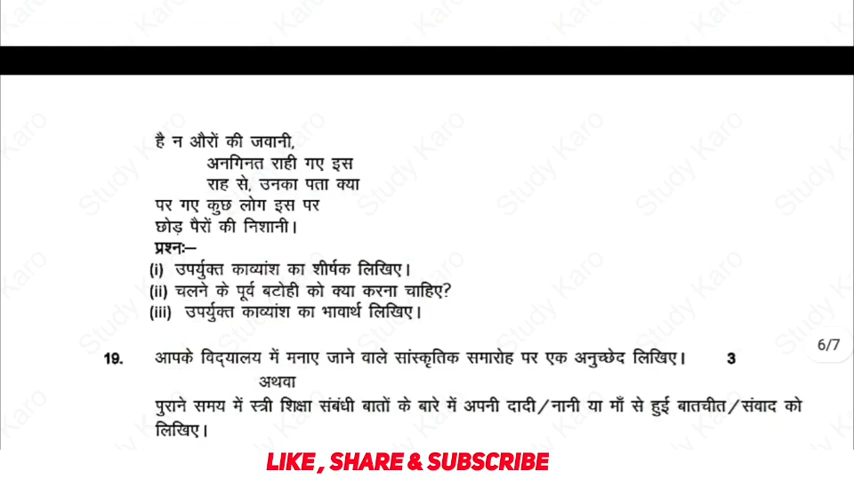 है न औरों की जवानी,
अनगिनत राही गए इस
राह से, उनका पता क्या
पर गए कुछ लोग इस पर
छोड़ पैरों की निशानी।
प्रश्नः–
(i) उपर्युक्त काव्यांश का शीर्षक लिखिए।
(ii) चलने के पूर्व बटोही को क्या करना चाहिए?
(iii) उपर्युक्त काव्यांश का भावार्थ लिखिए।
19. आपके विद्यालय में मनाए जाने वाले सांस्कृतिक समारोह पर एक अनुच्छेद लिखिए। 3
6/7
अथवा
पुराने समय में स्त्री शिक्षा संबंधी बातों के बारे में अपनी दादी/नानी या माँ से हुई बातचीत/संवाद को
लिखिए।
LIKE, SHARE & SUBSCRIBE
Study Karo